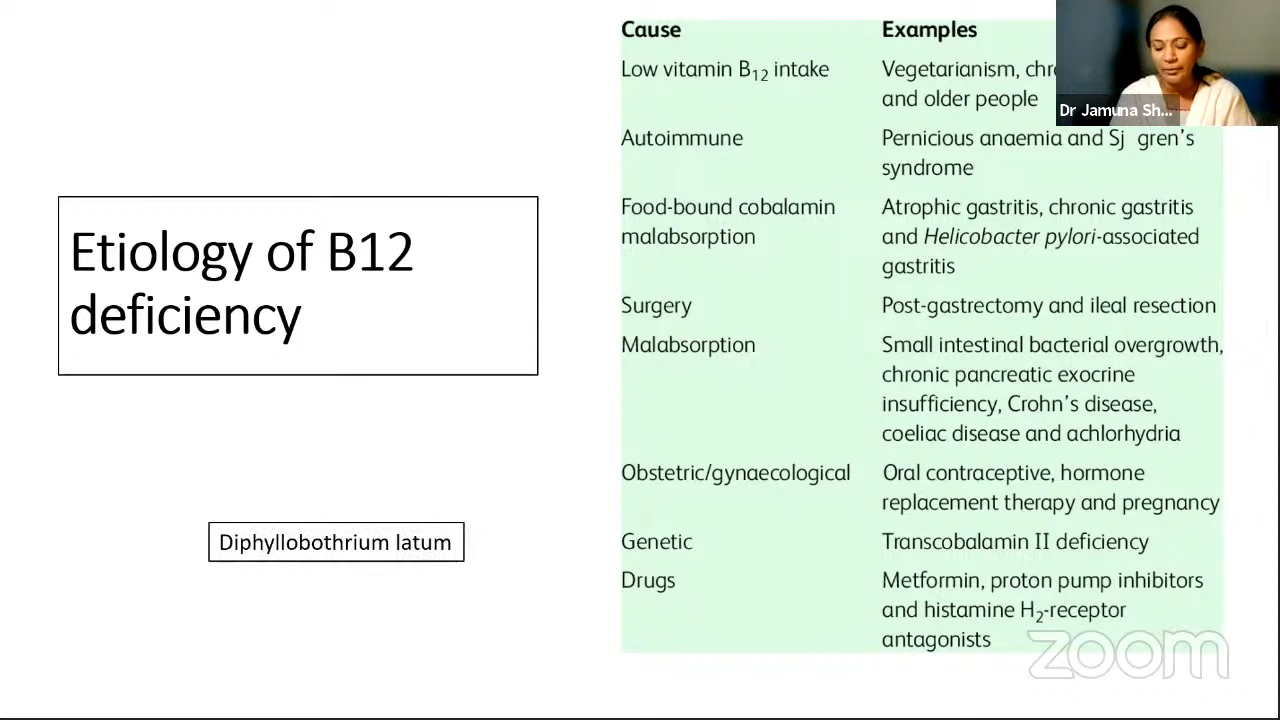 Etiology of B12
deficiency
Diphyllobothrium latum
Cause Examples
Low vitamin B12 intake Vegetarianism,
and older people
Autoimmune Pernicious anaemia and Sj gren's
syndrome
Food-bound cobalamin Atrophic gastritis, chronic gastritis
malabsorption and Helicobacter pylori-associated
gastritis
Surgery Post-gastrectomy and ileal resection
Malabsorption Small intestinal bacterial overgrowth,
chronic pancreatic exocrine
insufficiency, Crohn's disease,
coeliac disease and achlorhydria
Obstetric/gynaecological Oral contraceptive, hormone
replacement therapy and pregnancy
Genetic Transcobalamin II deficiency
Drugs Metformin, proton pump inhibitors
and histamine H2-receptor
antagonists
Dr Jamuna Sh...
zoom